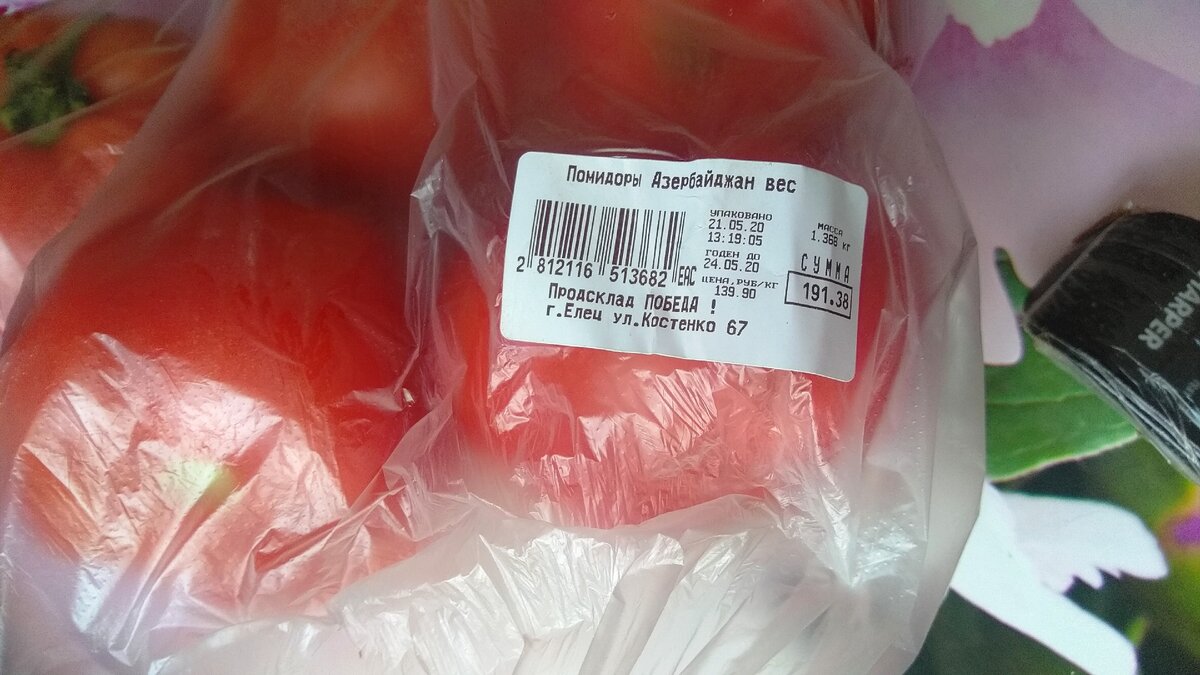 Помидоры Азербайджан вес
УПАКОВАНО
21.05.20
13:19:05
ГОДЕН ДО
24.05.20
ЦЕНА, РУБ/КГ
139.90
МАССА
1.368 кг
СУММА
191.38
2 812116 513682 EAC
Продсклад ПОБЕДА !
г.Елец ул.Костенко 67
HARPER